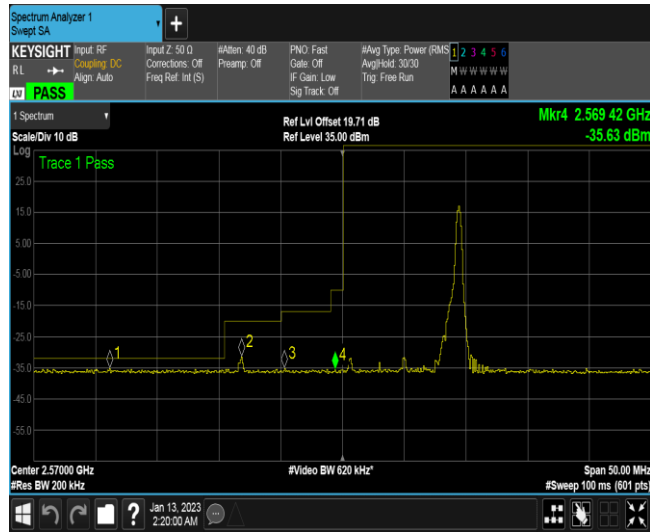 Spectrum Analyzer 1
Swept SA
+
KEYSIGHT
RL
LXI PASS
Input: RF
Coupling: DC
Align: Auto
Input Z: 50 Ω
Corrections: Off
Freq Ref: Int (S)
#Atten: 40 dB
Preamp: Off
PNO: Fast
Gate: Off
IF Gain: Low
Sig Track: Off
#Avg Type: Power (RMS
Avg|Hold: 30/30
Trig: Free Run
1 2 3 4 5 6
M W W W W W
A A A A A A
1 Spectrum
Scale/Div 10 dB
Ref Lvl Offset 19.71 dB
Ref Level 35.00 dBm
Mkr4 2.569 42 GHz
-35.63 dBm
Log
Trace 1 Pass
25.0
15.0
5.00
-5.00
-15.0
-25.0
-35.0
-45.0
-55.0
1
2
3
4
Center 2.57000 GHz
#Res BW 200 kHz
#Video BW 620 kHz*
Span 50.00 MHz
#Sweep 100 ms (601 pts)
?
Jan 13, 2023
2:20:00 AM